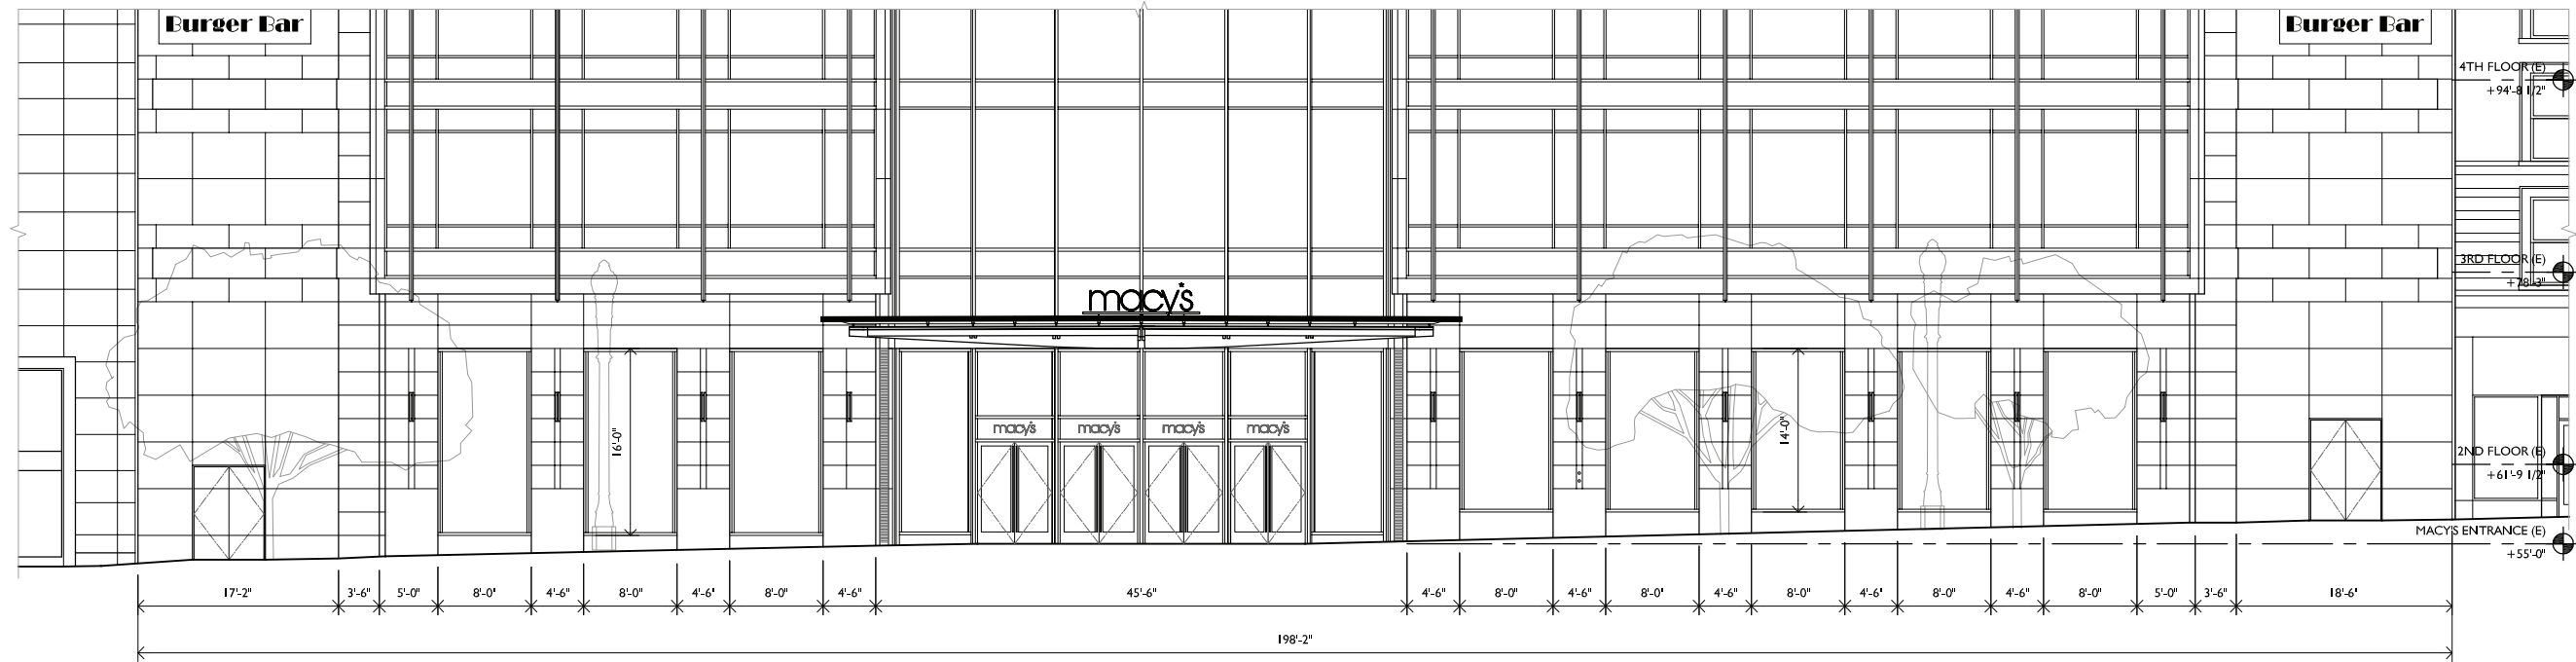 Burger Bar
Burger Bar
4TH FLOOR (E)
+94'-8 1/2"
3RD FLOOR (E)
+78'-3"
macy's
16'-0"
macy's macy's macy's macy's
14'-0"
2ND FLOOR (E)
+61'-9 1/2"
MACY'S ENTRANCE (E)
+55'-0"
17'-2" 3'-6" 5'-0" 8'-0" 4'-6" 8'-0" 4'-6" 8'-0" 4'-6" 45'-6" 4'-6" 8'-0" 4'-6" 8'-0" 4'-6" 8'-0" 4'-6" 8'-0" 4'-6" 8'-0" 5'-0" 3'-6" 18'-6"
198'-2"